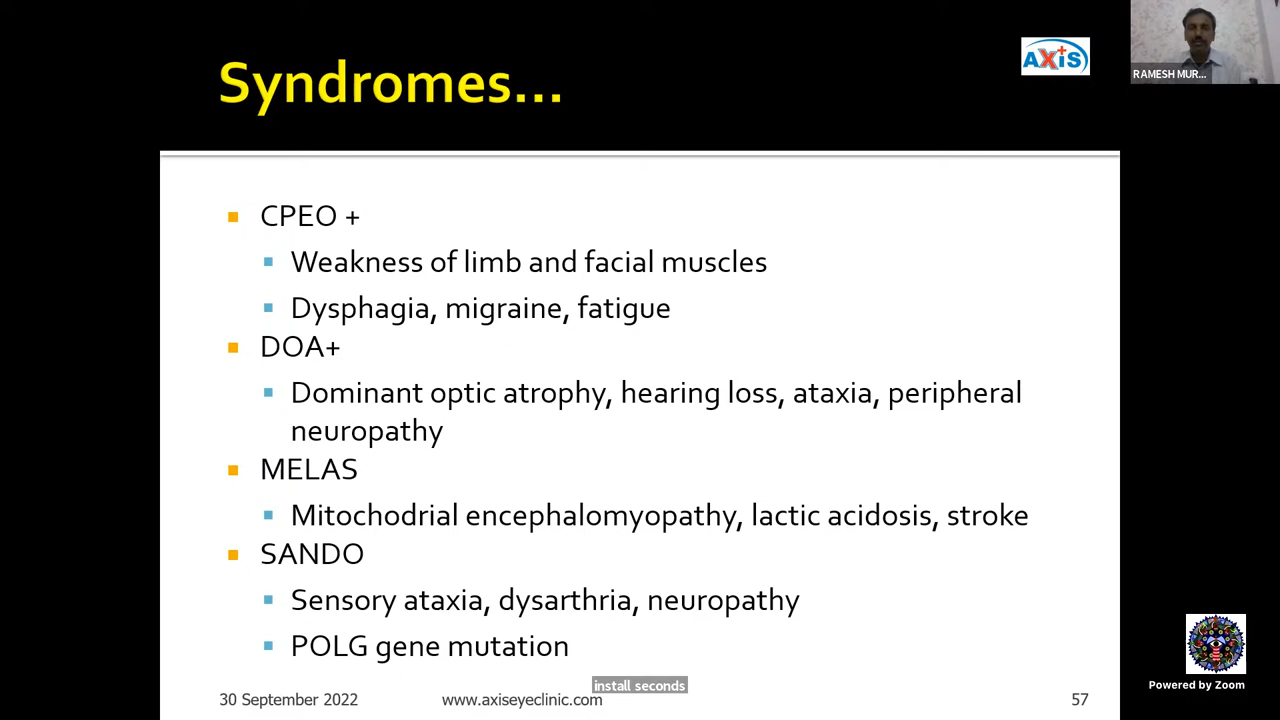 Syndromes...
AXiS
RAMESH MUR...
CPEO +
Weakness of limb and facial muscles
Dysphagia, migraine, fatigue
DOA+
Dominant optic atrophy, hearing loss, ataxia, peripheral
neuropathy
MELAS
Mitochodrial encephalomyopathy, lactic acidosis, stroke
SANDO
Sensory ataxia, dysarthria, neuropathy
POLG gene mutation
install seconds
30 September 2022
www.axiseyeclinic.com
57
Powered by Zoom